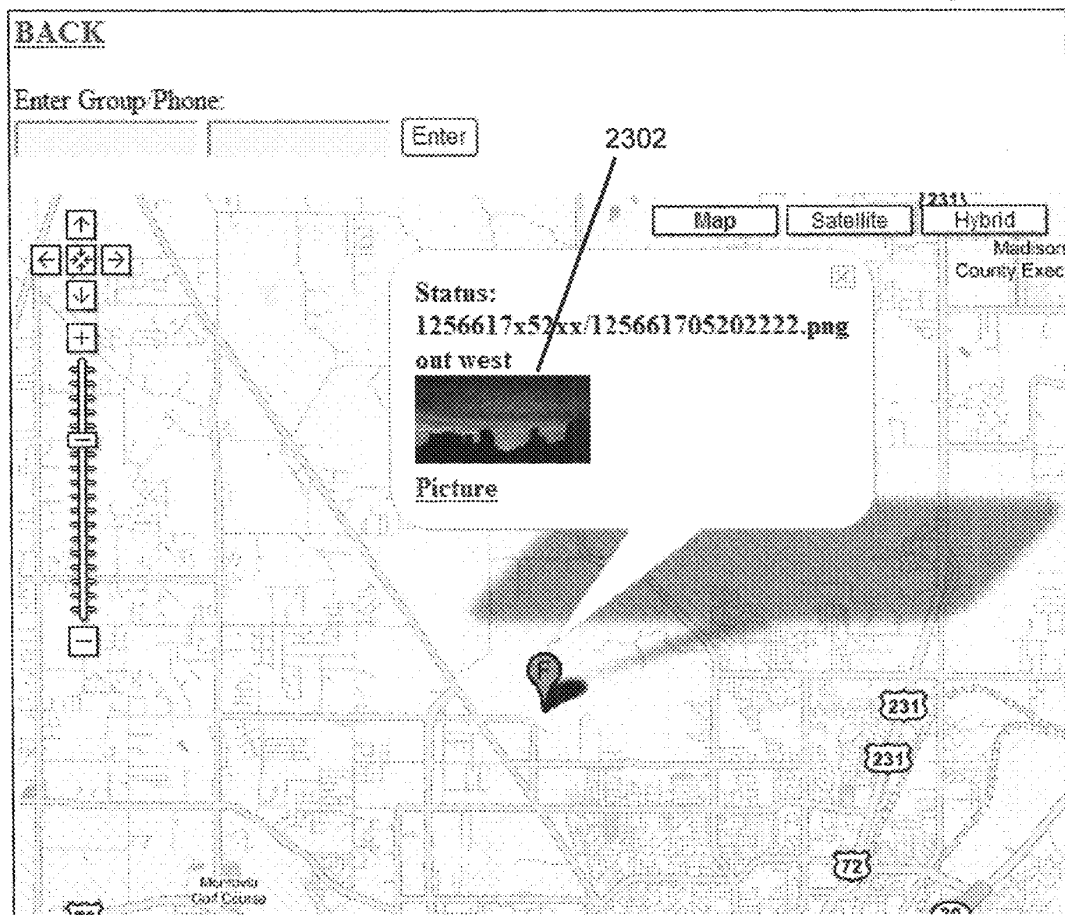 BACK
Enter Group/Phone:
Enter
2302
231
Map Satellite Hybrid
Madison
County Exec
Status:
1256617x52xx/125661705202222.png
out west
Picture
231
231
72
Golf Course